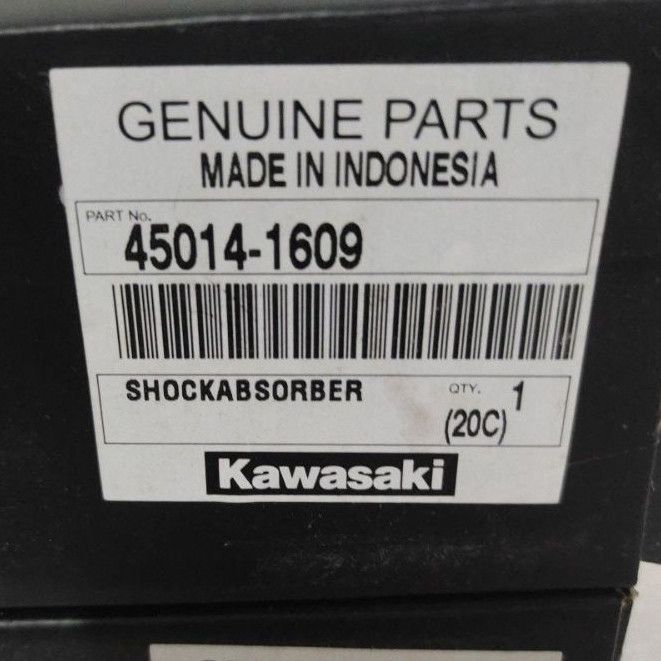 GENUINE PARTS
MADE IN INDONESIA
PART No.
45014-1609
SHOCKABSORBER QTY. 1
(20C)
Kawasaki